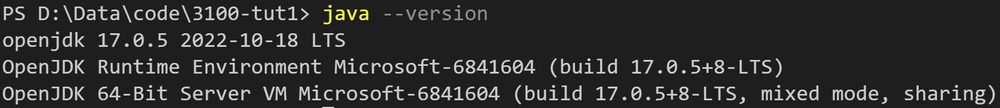 PS D:\Data\code\3100-tut1> java --version
openjdk 17.0.5 2022-10-18 LTS
OpenJDK Runtime Environment Microsoft-6841604 (build 17.0.5+8-LTS)
OpenJDK 64-Bit Server VM Microsoft-6841604 (build 17.0.5+8-LTS, mixed mode, sharing)